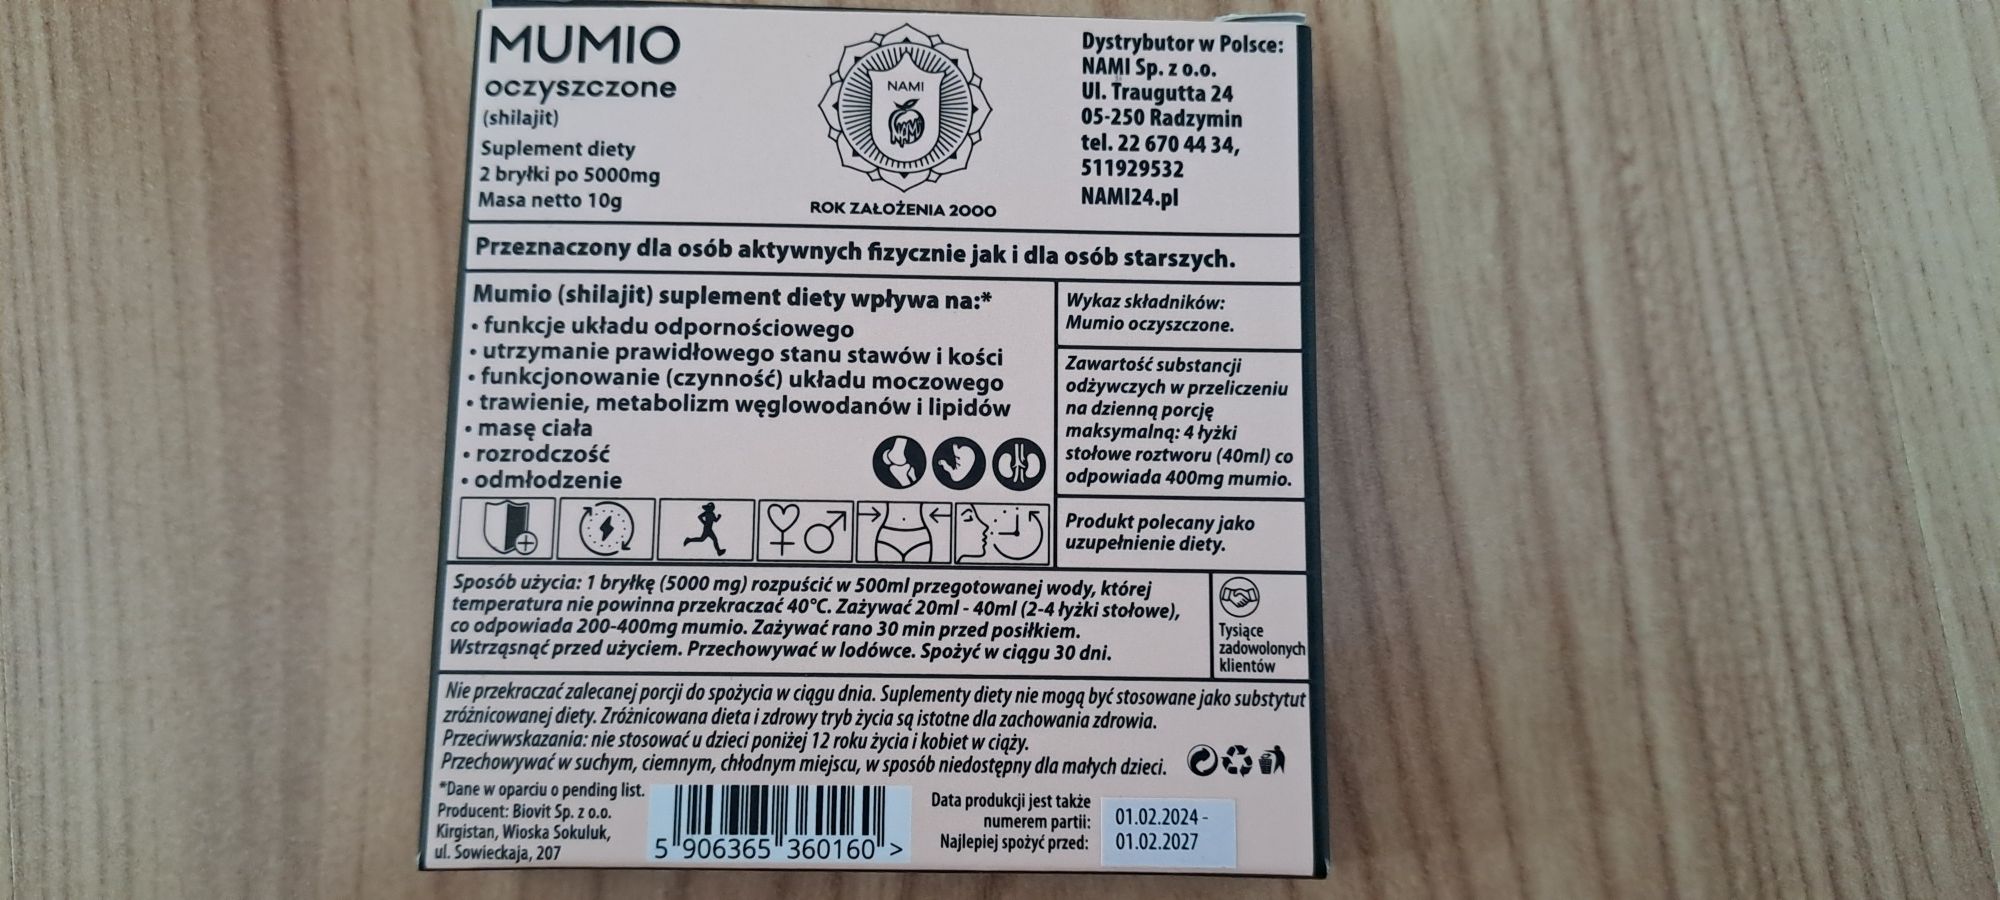 MUMIO
oczyszczone
(shilajit)
Suplement diety
2 bryłki po 5000mg
Masa netto 10g
NAMI
NAMI
ROK ZAŁOŻENIA 2000
Dystrybutor w Polsce:
NAMI Sp. z o.o.
Ul. Traugutta 24
05-250 Radzymin
tel. 22 670 44 34,
511929532
NAMI24.pl
Przeznaczony dla osób aktywnych fizycznie jak i dla osób starszych.
Mumio (shilajit) suplement diety wpływa na:*
• funkcje układu odpornościowego
• utrzymanie prawidłowego stanu stawów i kości
• funkcjonowanie (czynność) układu moczowego
• trawienie, metabolizm węglowodanów i lipidów
• masę ciała
• rozrodczość
• odmłodzenie
Wykaz składników:
Mumio oczyszczone.
Zawartość substancji
odżywczych w przeliczeniu
na dzienną porcję
maksymalną: 4 łyżki
stołowe roztworu (40ml) co
odpowiada 400mg mumio.
Produkt polecany jako
uzupełnienie diety.
Sposób użycia: 1 bryłkę (5000 mg) rozpuścić w 500ml przegotowanej wody, której
temperatura nie powinna przekraczać 40°C. Zażywać 20ml - 40ml (2-4 łyżki stołowe),
co odpowiada 200-400mg mumio. Zażywać rano 30 min przed posiłkiem.
Wstrząsnąć przed użyciem. Przechowywać w lodówce. Spożyć w ciągu 30 dni.
Tysiące
zadowolonych
klientów
Nie przekraczać zalecanej porcji do spożycia w ciągu dnia. Suplementy diety nie mogą być stosowane jako substytut
zróżnicowanej diety. Zróżnicowana dieta i zdrowy tryb życia są istotne dla zachowania zdrowia.
Przeciwwskazania: nie stosować u dzieci poniżej 12 roku życia i kobiet w ciąży.
Przechowywać w suchym, ciemnym, chłodnym miejscu, w sposób niedostępny dla małych dzieci.
*Dane w oparciu o pending list.
Producent: Biovit Sp. z o.o.
Kirgistan, Wioska Sokuluk,
ul. Sowieckaja, 207
5 906365 360160 >
Data produkcji jest także
numerem partii:
Najlepiej spożyć przed:
01.02.2024 -
01.02.2027